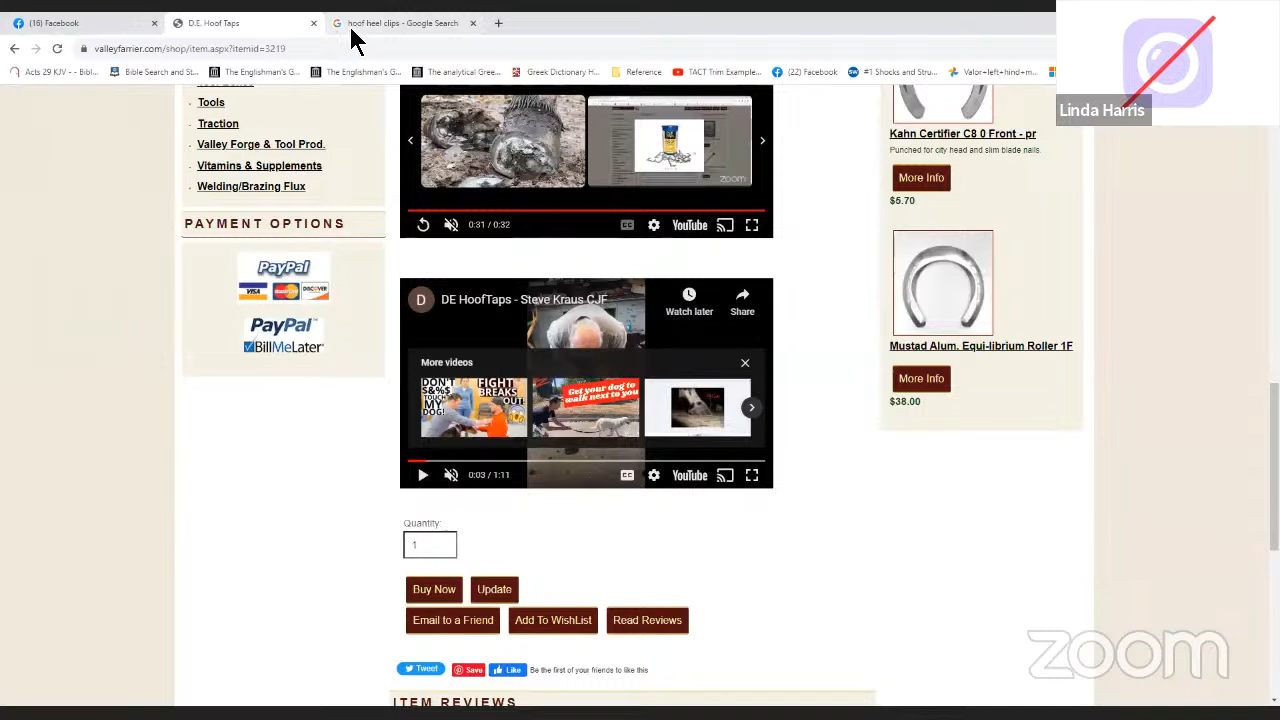 (16) Facebook
D.E. Hoof Taps
hoof heel clips - Google Search
valleyfarrier.com/shop/item.aspx?itemid=3219
Acts 29 KJV - - Bibl...
Bible Search and St...
The Englishman's G...
The Englishman's G...
The analytical Gree...
Greek Dictionary H...
Reference
TACT Trim Example...
(22) Facebook
#1 Shocks and Stru...
Valor+left+hind+m...
Linda Harris
Tools
Traction
Valley Forge & Tool Prod.
Vitamins & Supplements
Welding/Brazing Flux
PAYMENT OPTIONS
PayPal
VISA
MasterCard
DISCOVER
PayPal
BillMeLater
zoom
0:31 / 0:32
CC
YouTube
D
DE HoofTaps - Steve Kraus CJF
Watch later
Share
More videos
DON'T
$&%$
TOUCH
MY
DOG!
FIGHT
BREAKS
OUT!
Get your dog to
walk next to you
0:03 / 1:11
CC
YouTube
Quantity:
1
Buy Now
Update
Email to a Friend
Add To WishList
Read Reviews
Tweet
Save
Like
Be the first of your friends to like this
ITEM REVIEWS
Kahn Certifier C8 0 Front - pr
Punched for city head and slim blade nails.
More Info
$5.70
Mustad Alum. Equi-librium Roller 1F
More Info
$38.00
zoom